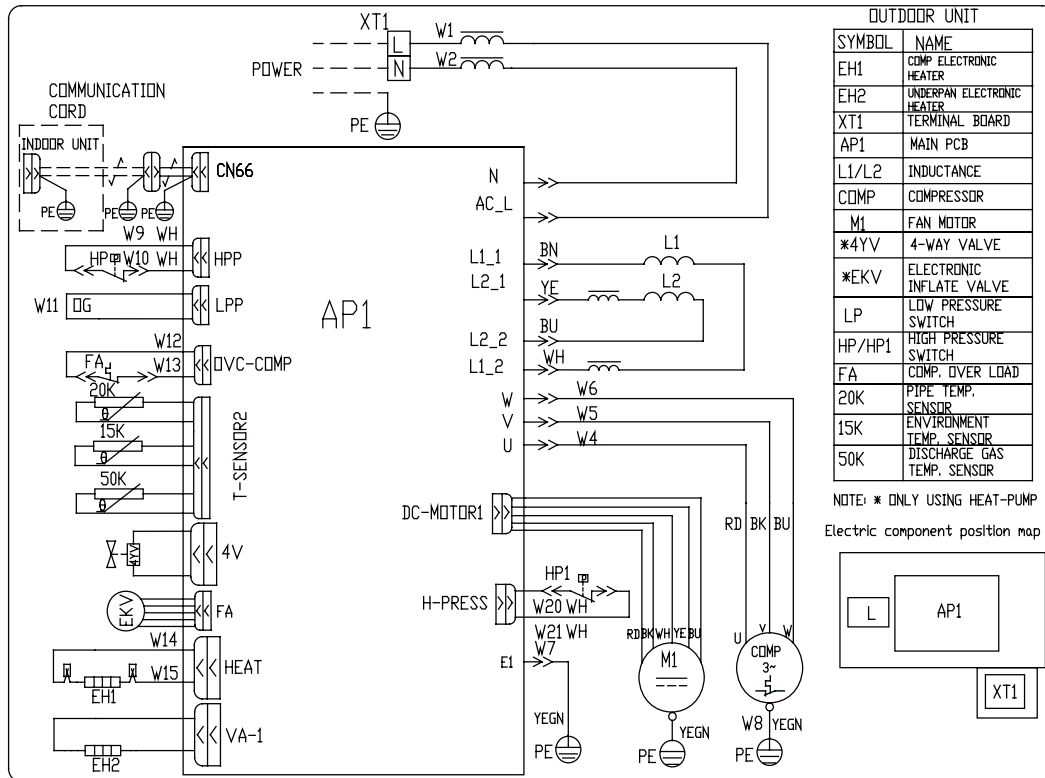 OUTDOOR UNIT
SYMBOL NAME
EH1 COMP ELECTRONIC HEATER
EH2 UNDERPAN ELECTRONIC HEATER
XT1 TERMINAL BOARD
AP1 MAIN PCB
L1/L2 INDUCTANCE
COMP COMPRESSOR
M1 FAN MOTOR
*4YV 4-WAY VALVE
*EKV ELECTRONIC INFLATE VALVE
LP LOW PRESSURE SWITCH
HP/HP1 HIGH PRESSURE SWITCH
FA COMP. OVER LOAD
20K PIPE TEMP. SENSOR
15K ENVIRONMENT TEMP. SENSOR
50K DISCHARGE GAS TEMP. SENSOR
NOTE: * ONLY USING HEAT-PUMP
Electric component position map
L
AP1
XT1
XT1
L
N
W1
W2
POWER
PE
COMMUNICATION
CORD
INDOOR UNIT
CN66
PE
PE
PE
W9 WH
HP P W10 WH
HPP
W11 OG
LPP
W12
FA W13
OVC-COMP
20K
θ
15K
θ
50K
θ
T-SENSOR2
4YV
4V
EKV
FA
W14
W15
HEAT
EH1
VA-1
EH2
AP1
N
AC_L
L1_1 BN L1
L2_1 YE L2
L2_2 BU
L1_2 WH
W W6
V W5
U W4
DC-MOTOR1
RD BK BU
H-PRESS
HP1 P
W20 WH
W21 WH
E1 W7
YEGN
PE
RD BK WH YE BU
M1
YEGN
PE
U V W
COMP
3~
W8 YEGN
PE